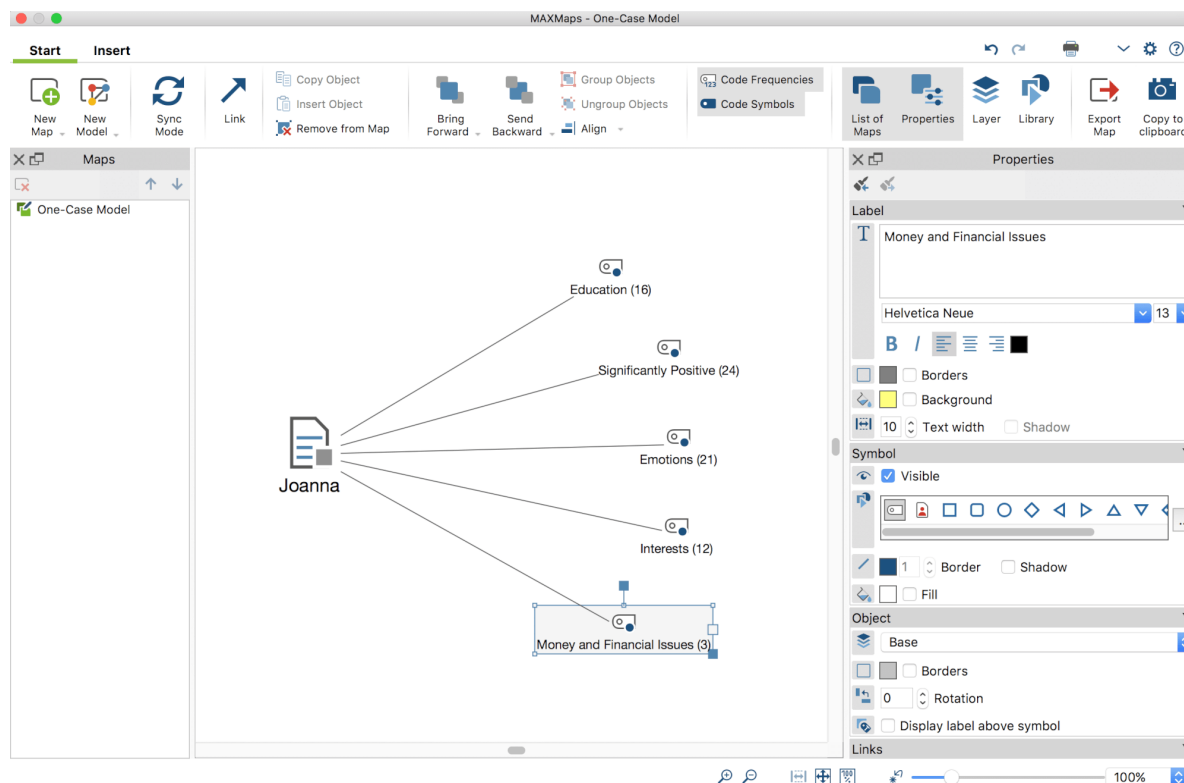 MAXMaps - One-Case Model
Start Insert
New Map
New Model
Sync Mode
Link
Copy Object
Insert Object
Remove from Map
Bring Forward
Send Backward
Group Objects
Ungroup Objects
Align
123
Code Frequencies
Code Symbols
List of Maps
Properties
Layer
Library
Export Map
Copy to clipboard
Maps
One-Case Model
Education (16)
Significantly Positive (24)
Emotions (21)
Interests (12)
Money and Financial Issues (3)
Joanna
Properties
Label
T
Money and Financial Issues
Helvetica Neue 13
B I
Borders
Background
10 Text width Shadow
Symbol
Visible
...
1 Border Shadow
Fill
Object
Base
Borders
0 Rotation
Display label above symbol
Links
100 %
100%